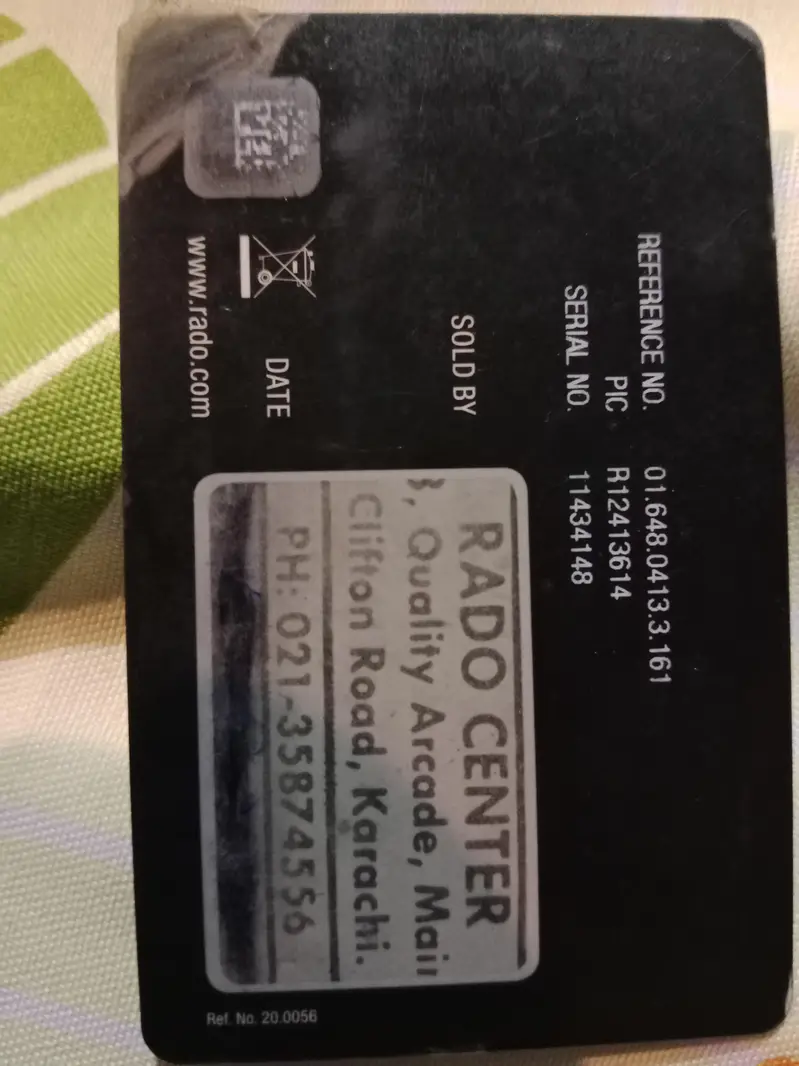 REFERENCE NO. 01.648.0413.3.161
PIC R12413614
SERIAL NO. 11434148
SOLD BY
RADO CENTER
3, Quality Arcade, Main
Clifton Road, Karachi.
PH: 021-35874556
DATE
www.rado.com
Ref. No. 20.0056